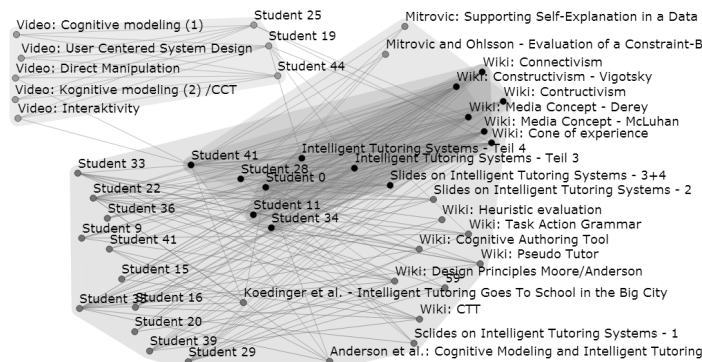 Video: Cognitive modeling (1)
Video: User Centered System Design
Video: Direct Manipulation
Video: Kognitive modeling (2) /CCT
Video: Interaktivity
Student 25
Student 19
Student 44
Mitrovic: Supporting Self-Explanation in a Data
Mitrovic and Ohlsson - Evaluation of a Constraint-B
Wiki: Connectivism
Wiki: Constructivism - Vigotsky
Wiki: Contructivism
Wiki: Media Concept - Derey
Wiki: Media Concept - McLuhan
Wiki: Cone of experience
Intelligent Tutoring Systems - Teil 4
Intelligent Tutoring Systems - Teil 3
Slides on Intelligent Tutoring Systems - 3+4
Slides on Intelligent Tutoring Systems - 2
Student 41
Student 28
Student 0
Student 11
Student 34
Student 33
Student 22
Student 36
Student 9
Student 41
Student 15
Student 16
Student 20
Student 39
Student 29
Wiki: Heuristic evaluation
Wiki: Task Action Grammar
Wiki: Cognitive Authoring Tool
Wiki: Pseudo Tutor
Wiki: Design Principles Moore/Anderson
Koedinger et al. - Intelligent Tutoring Goes To School in the Big City
Wiki: CTT
Sclides on Intelligent Tutoring Systems - 1
Anderson et al.: Cognitive Modeling and Intelligent Tutoring